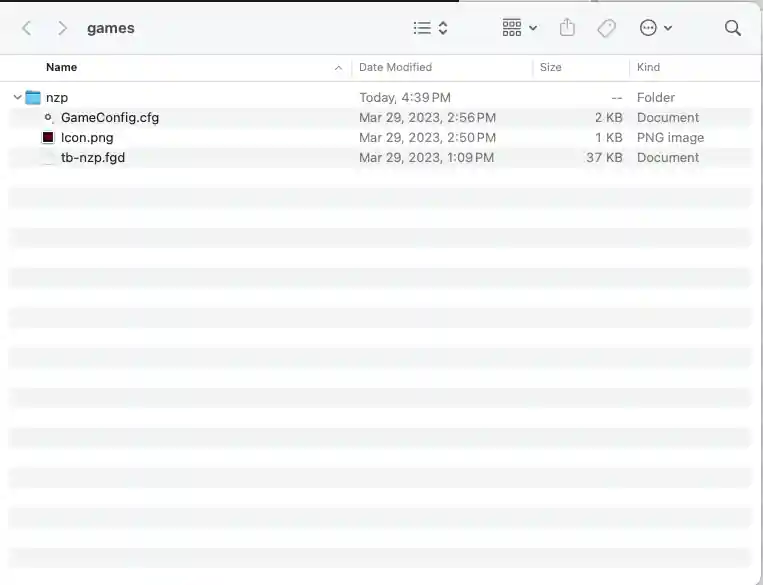 games
Name Date Modified Size Kind
nzp Today, 4:39 PM -- Folder
GameConfig.cfg Mar 29, 2023, 2:56 PM 2 KB Document
Icon.png Mar 29, 2023, 2:50 PM 1 KB PNG image
tb-nzp.fgd Mar 29, 2023, 1:09 PM 37 KB Document